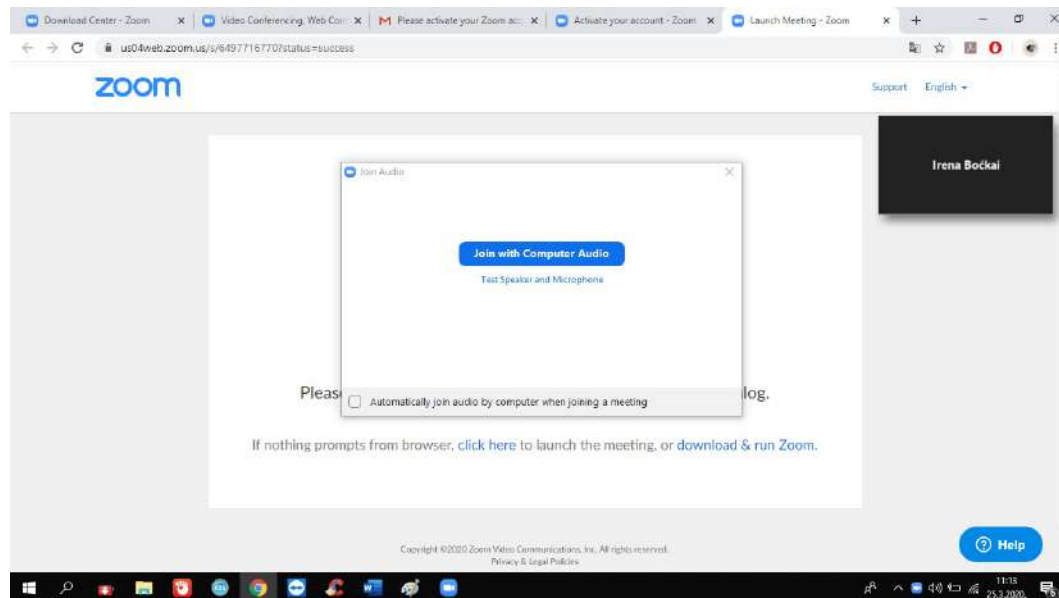 Download Center - Zoom
Video Conferencing, Web Con
Please activate your Zoom acc
Activate your account - Zoom
Launch Meeting - Zoom
us04web.zoom.us/s/6497716770?status=success
zoom
Support English
Irena Bočkai
Join Audio
Join with Computer Audio
Test Speaker and Microphone
Automatically join audio by computer when joining a meeting
Pleas log.
If nothing prompts from browser, click here to launch the meeting, or download & run Zoom.
Copyright ©2020 Zoom Video Communications, Inc. All rights reserved.
Privacy & Legal Policies
Help
11:13
25.3.2020.